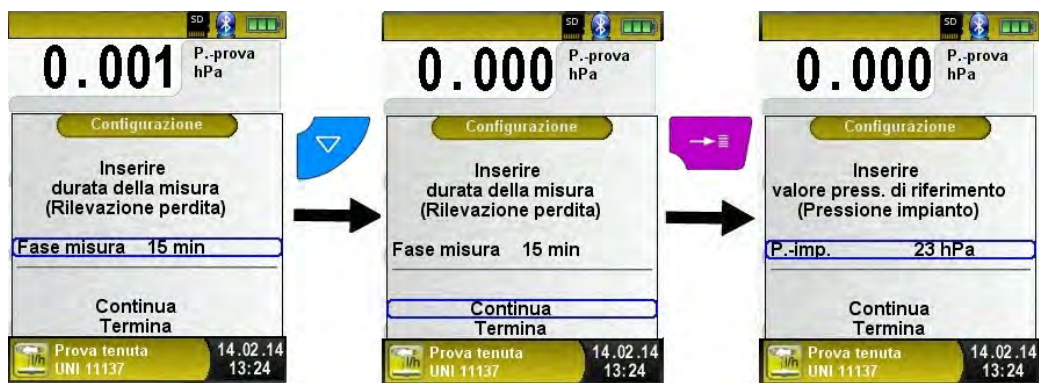 SD
0.001 P.-prova
hPa
Configurazione
Inserire
durata della misura
(Rilevazione perdita)
Fase misura 15 min
Continua
Termina
l/h Prova tenuta 14.02.14
UNI 11137 13:24
SD
0.000 P.-prova
hPa
Configurazione
Inserire
durata della misura
(Rilevazione perdita)
Fase misura 15 min
Continua
Termina
l/h Prova tenuta 14.02.14
UNI 11137 13:24
SD
0.000 P.-prova
hPa
Configurazione
Inserire
valore press. di riferimento
(Pressione impianto)
P.-imp. 23 hPa
Continua
Termina
l/h Prova tenuta 14.02.14
UNI 11137 13:24